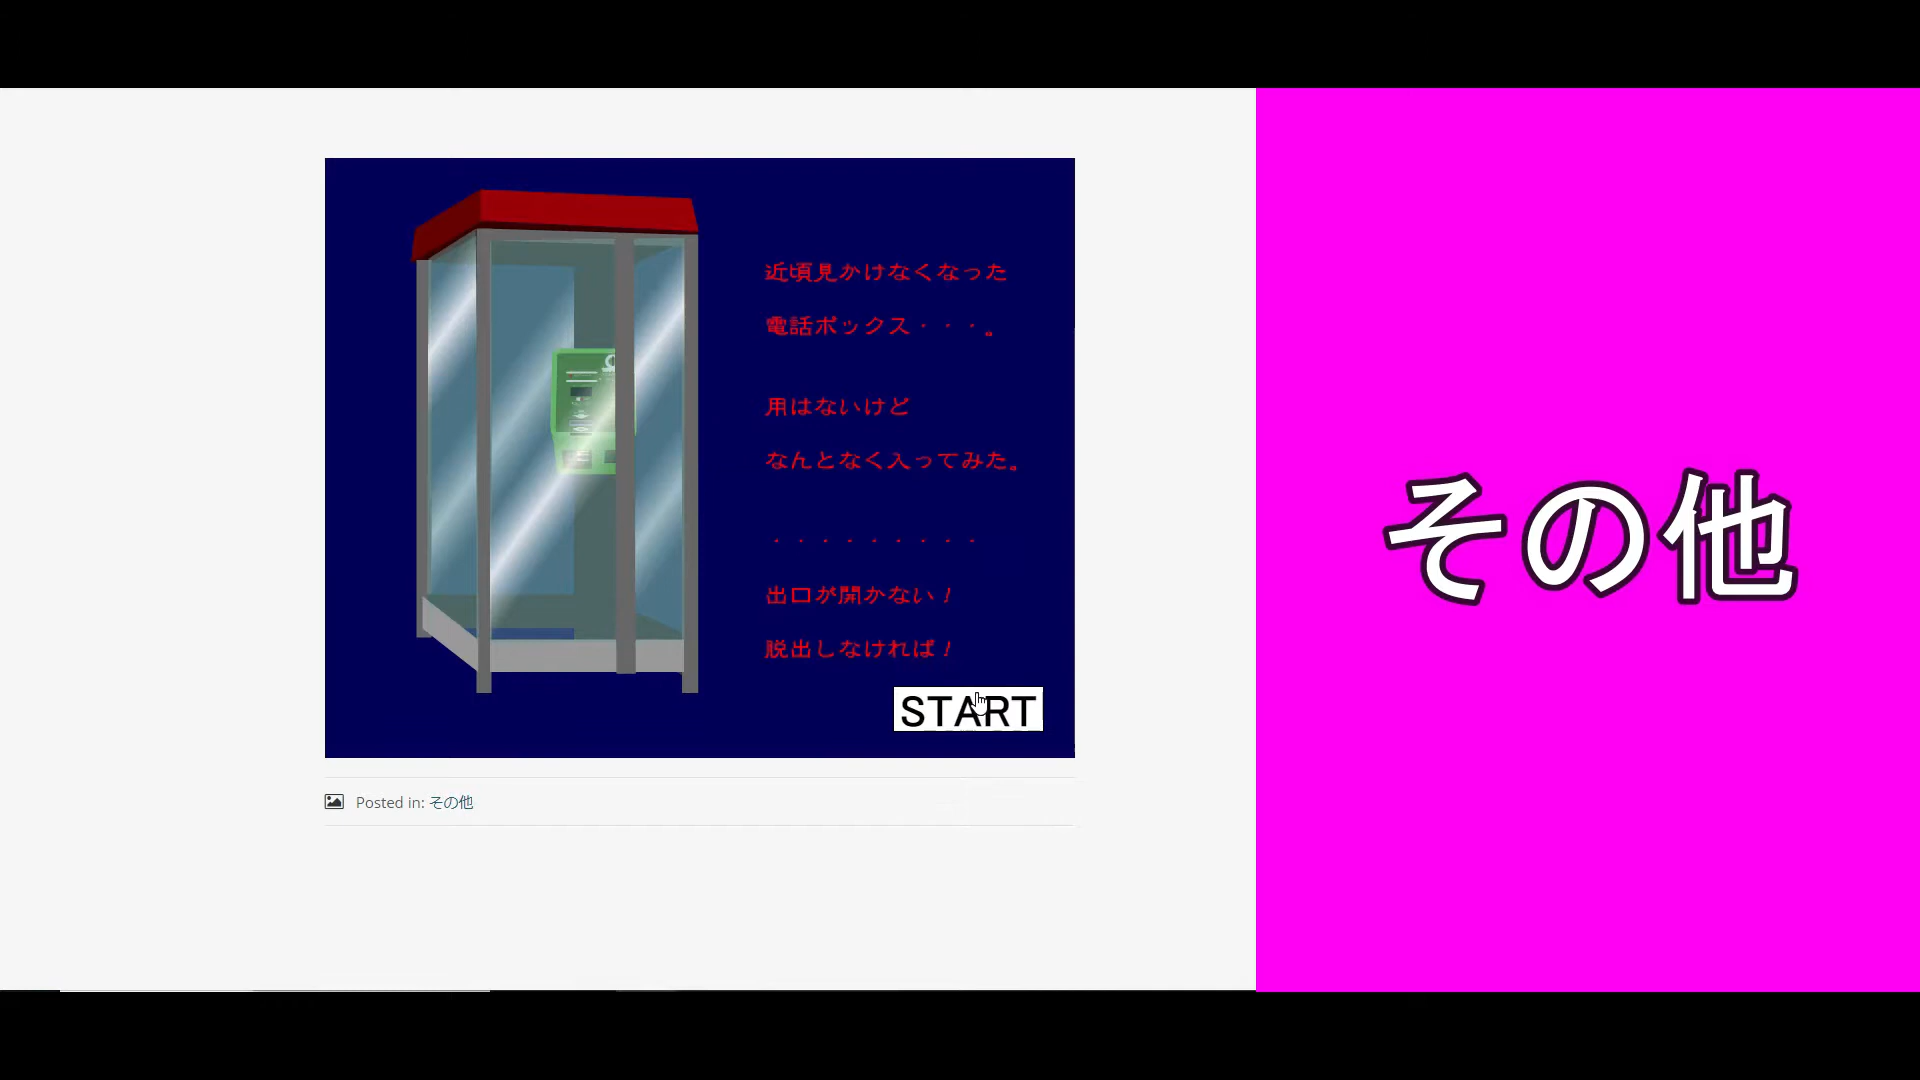 近頃見かけなくなった
電話ボックス・・・。
用はないけど
なんとなく入ってみた。
・・・・・・・・・
出口が開かない!
脱出しなければ!
START
Posted in: その他
その他